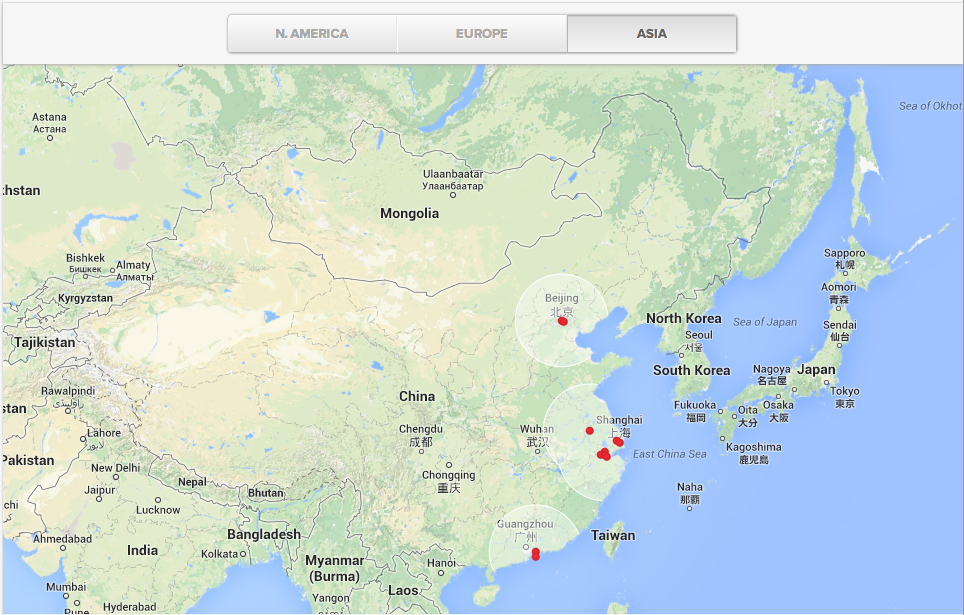 N. AMERICA
EUROPE
ASIA
Sea of Okhot
Astana
Астана
thstan
Ulaanbaatar
Улаанбаатар
Mongolia
Sapporo
札幌
Bishkek
Бишкек
Almaty
Алматы
Aomori
青森
Kyrgyzstan
Beijing
北京
North Korea
Sea of Japan
Sendai
仙台
Tajikistan
Seoul
서울
South Korea
Nagoya
名古屋
Japan
Rawalpindi
راولپنڈی
China
Tokyo
東京
stan
Fukuoka
福岡
Oita
大分
Osaka
大阪
Lahore
لاہور
Chengdu
成都
Wuhan
武汉
Shanghai
上海
Kagoshima
鹿児島
Pakistan
New Delhi
Chongqing
重庆
East China Sea
Jaipur
Nepal
Bhutan
Naha
那覇
chi
Lucknow
Guangzhou
广州
Ahmedabad
India
Bangladesh
Taiwan
Kolkata
Myanmar
(Burma)
Hanoi
Laos
Mumbai
Pune
Hyderabad
Yangon